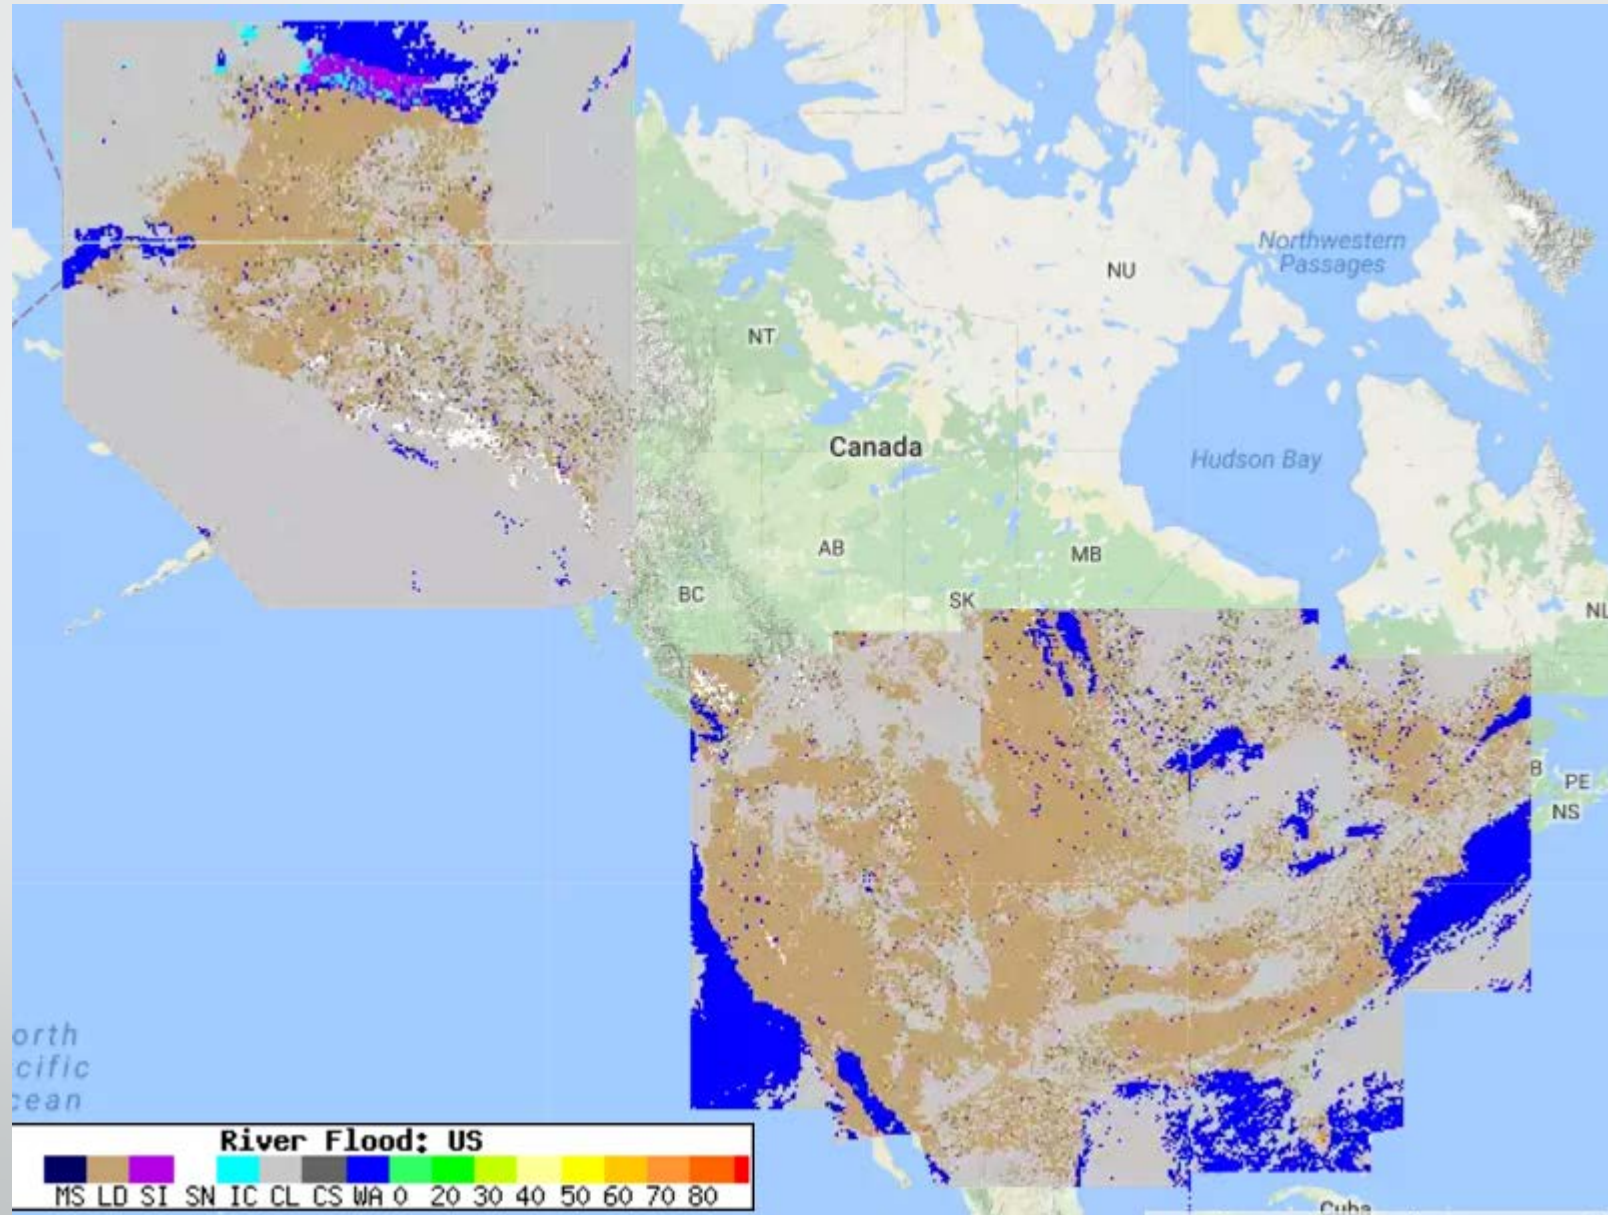 Northwestern
Passages
NU
NT
Canada
Hudson Bay
AB
MB
BC
SK
NL
B
PE
NS
orth
cific
cean
River Flood: US
MS LD SI SN IC CL CS WA 0 20 30 40 50 60 70 80
Cuba